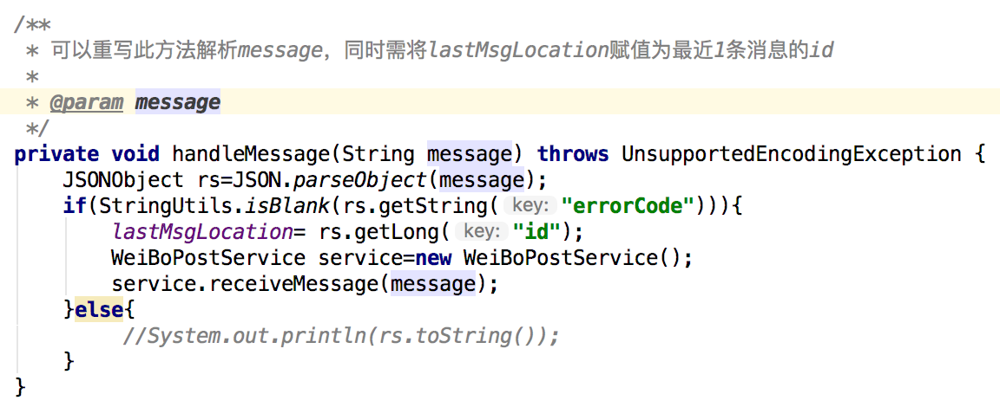 /**
 * 可以重写此方法解析message，同时需将lastMsgLocation赋值为最近1条消息的id
 *
 * @param message
 */
private void handleMessage(String message) throws UnsupportedEncodingException {
    JSONObject rs=JSON.parseObject(message);
    if(StringUtils.isBlank(rs.getString( key: "errorCode"))){
        lastMsgLocation= rs.getLong( key: "id");
        WeiBoPostService service=new WeiBoPostService();
        service.receiveMessage(message);
    }else{
         //System.out.println(rs.toString());
    }
}